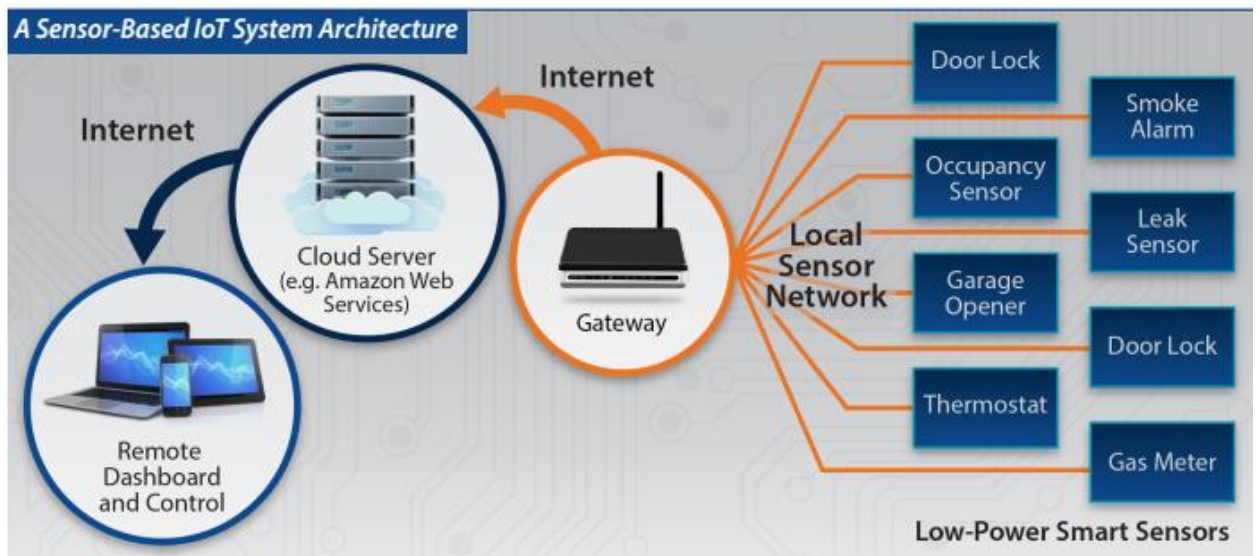 A Sensor-Based IoT System Architecture
Internet
Internet
Cloud Server
(e.g. Amazon Web
Services)
Remote
Dashboard
and Control
Gateway
Local
Sensor
Network
Door Lock
Smoke
Alarm
Occupancy
Sensor
Leak
Sensor
Garage
Opener
Door Lock
Thermostat
Gas Meter
Low-Power Smart Sensors